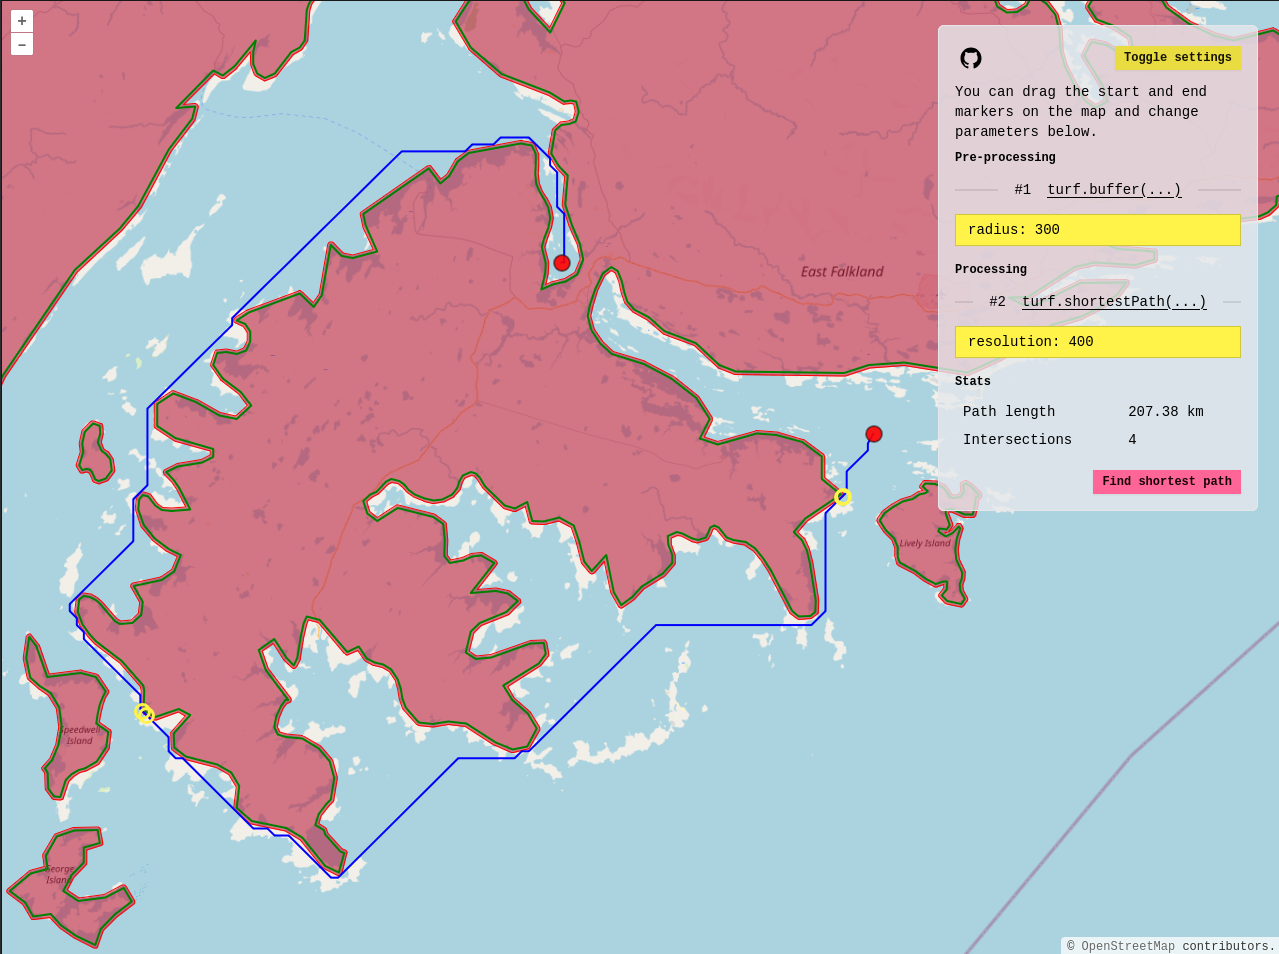 +
–
Toggle settings
You can drag the start and end
markers on the map and change
parameters below.
Pre-processing
#1 turf.buffer(...)
radius: 300
Processing
#2 turf.shortestPath(...)
resolution: 400
Stats
Path length 207.38 km
Intersections 4
Find shortest path
East Falkland
Lively Island
Speedwell
Island
George
Island
© OpenStreetMap contributors.